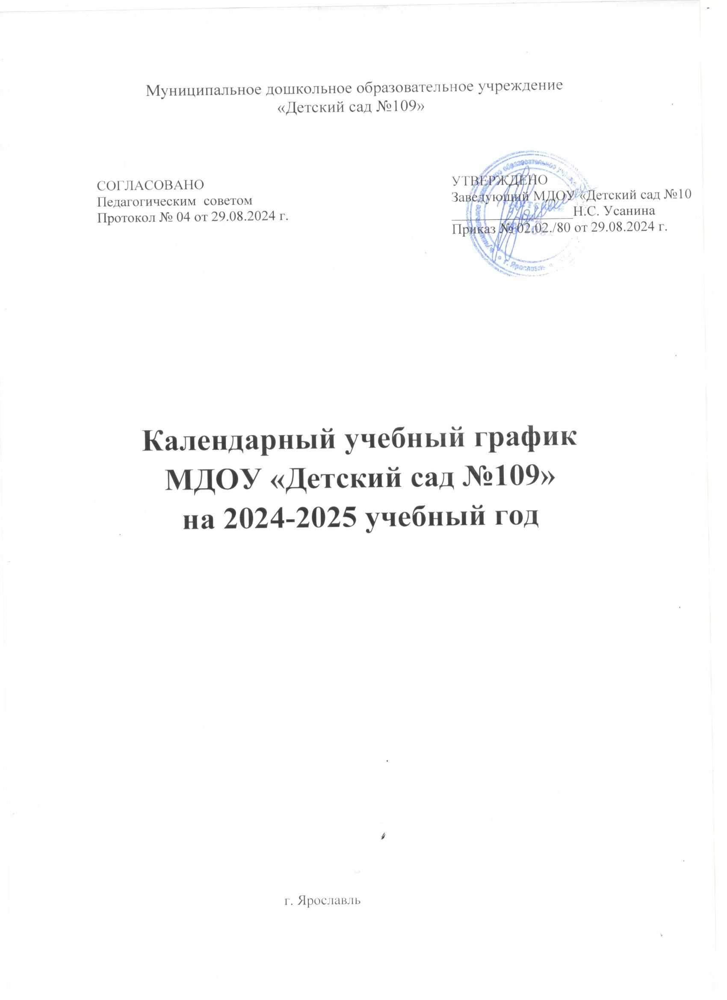 Муниципальное дошкольное образовательное учреждение
«Детский сад №109»
СОГЛАСОВАНО
Педагогическим советом
Протокол № 04 от 29.08.2024 г.
УТВЕРЖДЕНО
Заведующий МДОУ «Детский сад №10
Н.С. Усанина
Приказ № 02.02./80 от 29.08.2024 г.
образовательное
г. Ярославль
Календарный учебный график
МДОУ «Детский сад №109»
на 2024-2025 учебный год
г. Ярославль